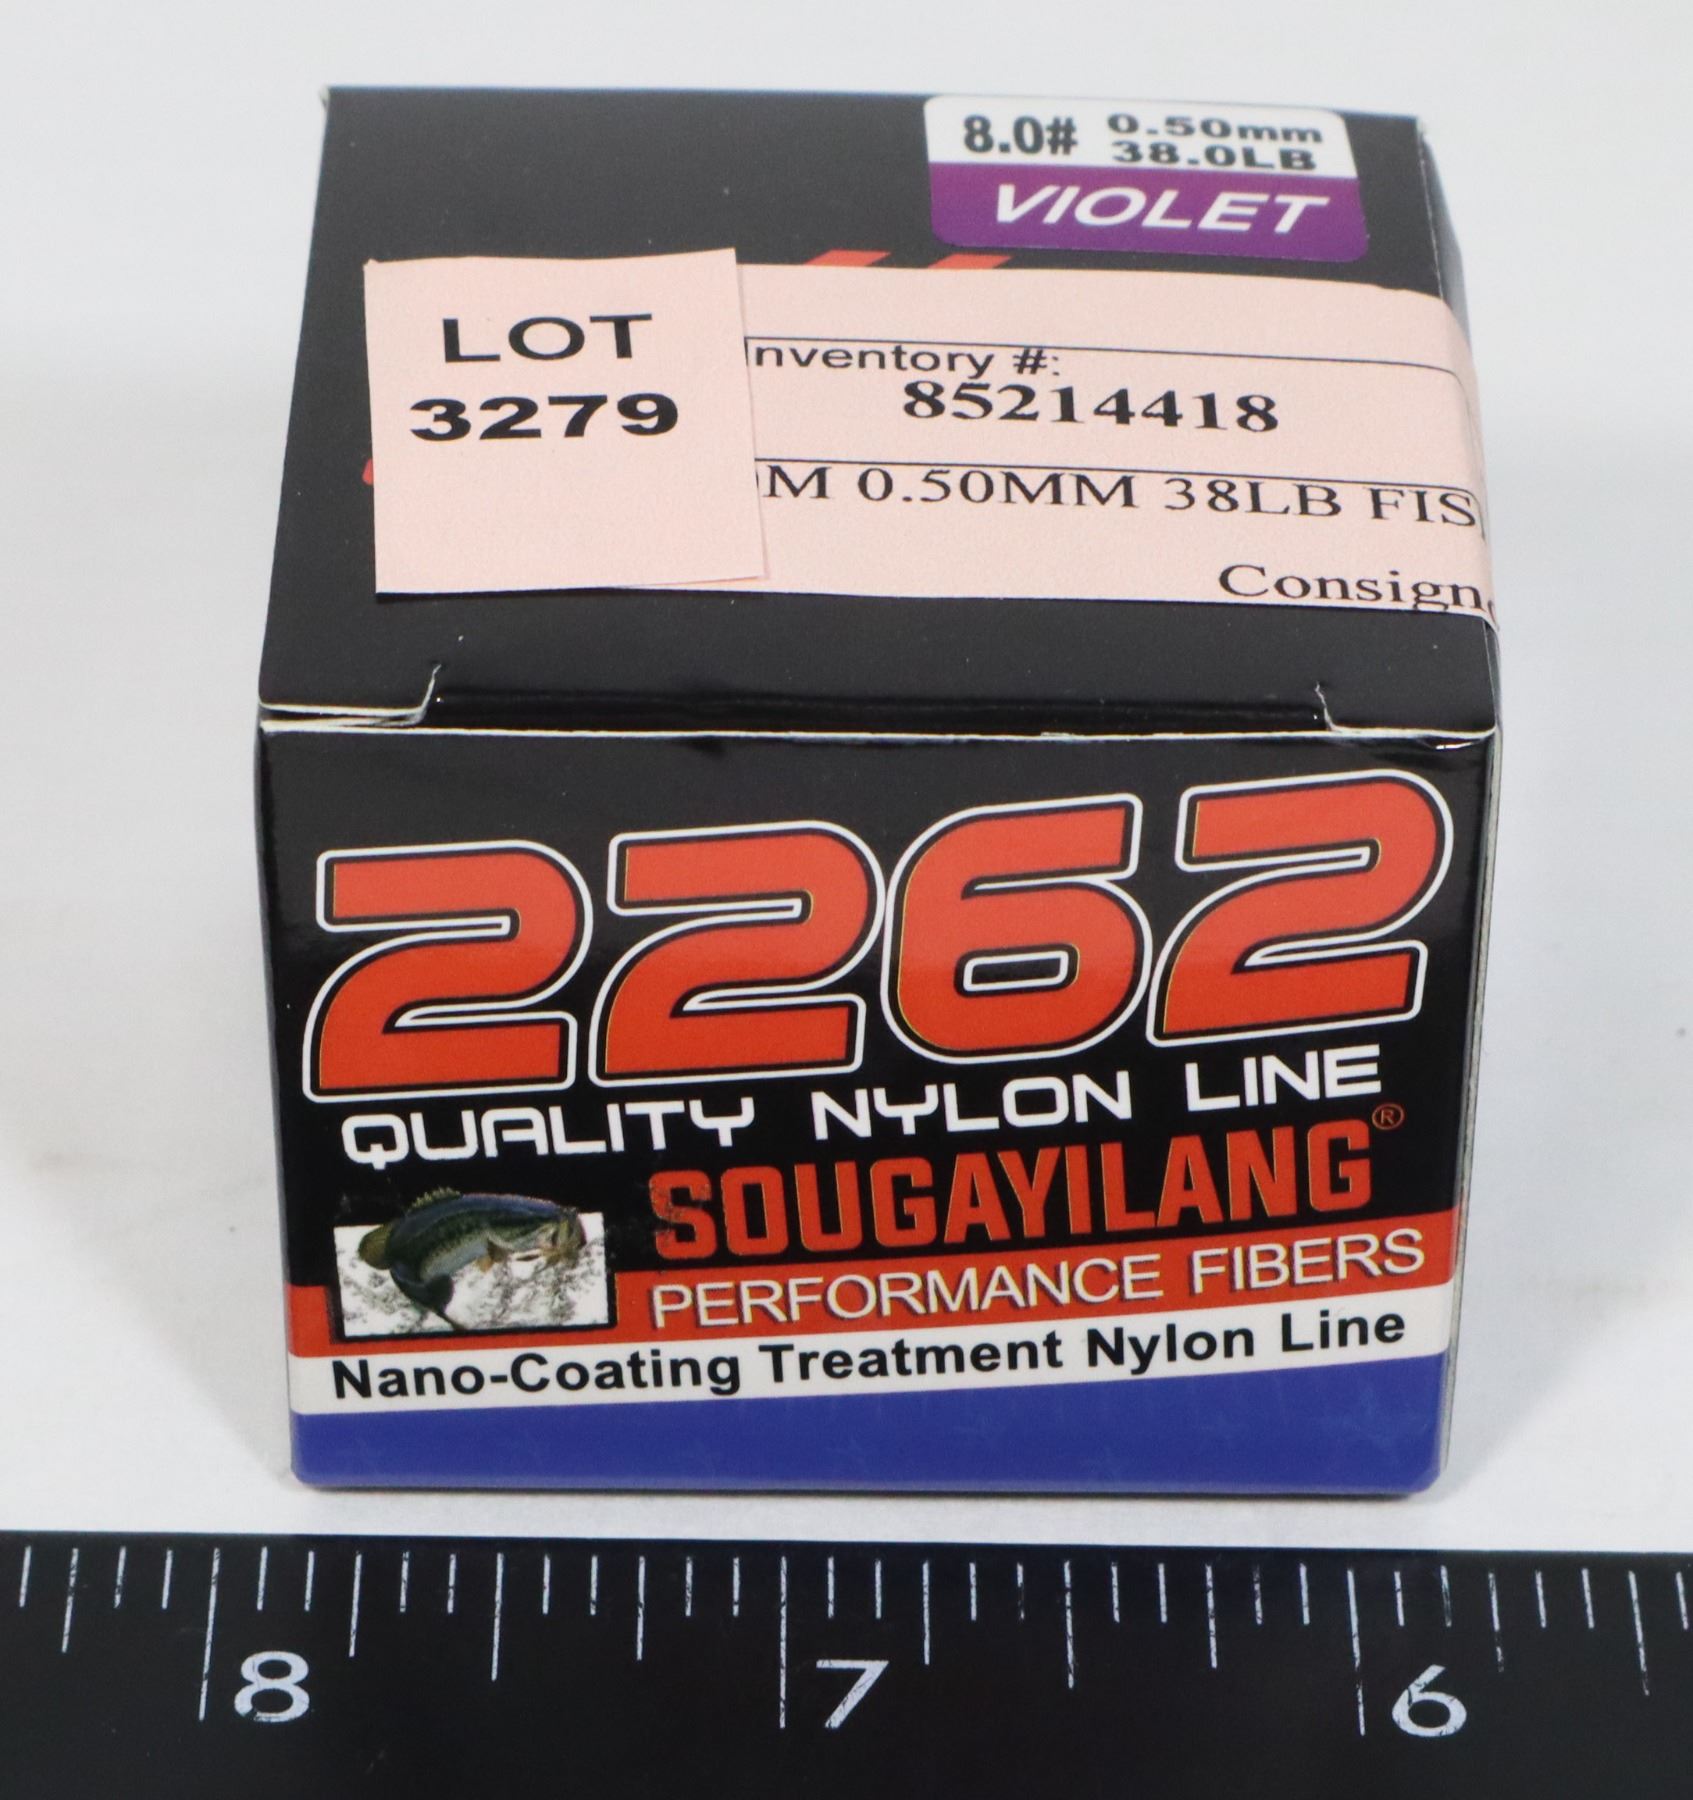 8.0# 0.50mm
38.0LB
VIOLET
LOT
3279
Inventory #:
85214418
M 0.50MM 38LB FIS
Consign
2262
QUALITY NYLON LINE
SOUGAYILANG®
PERFORMANCE FIBERS
Nano-Coating Treatment Nylon Line
8 7 6